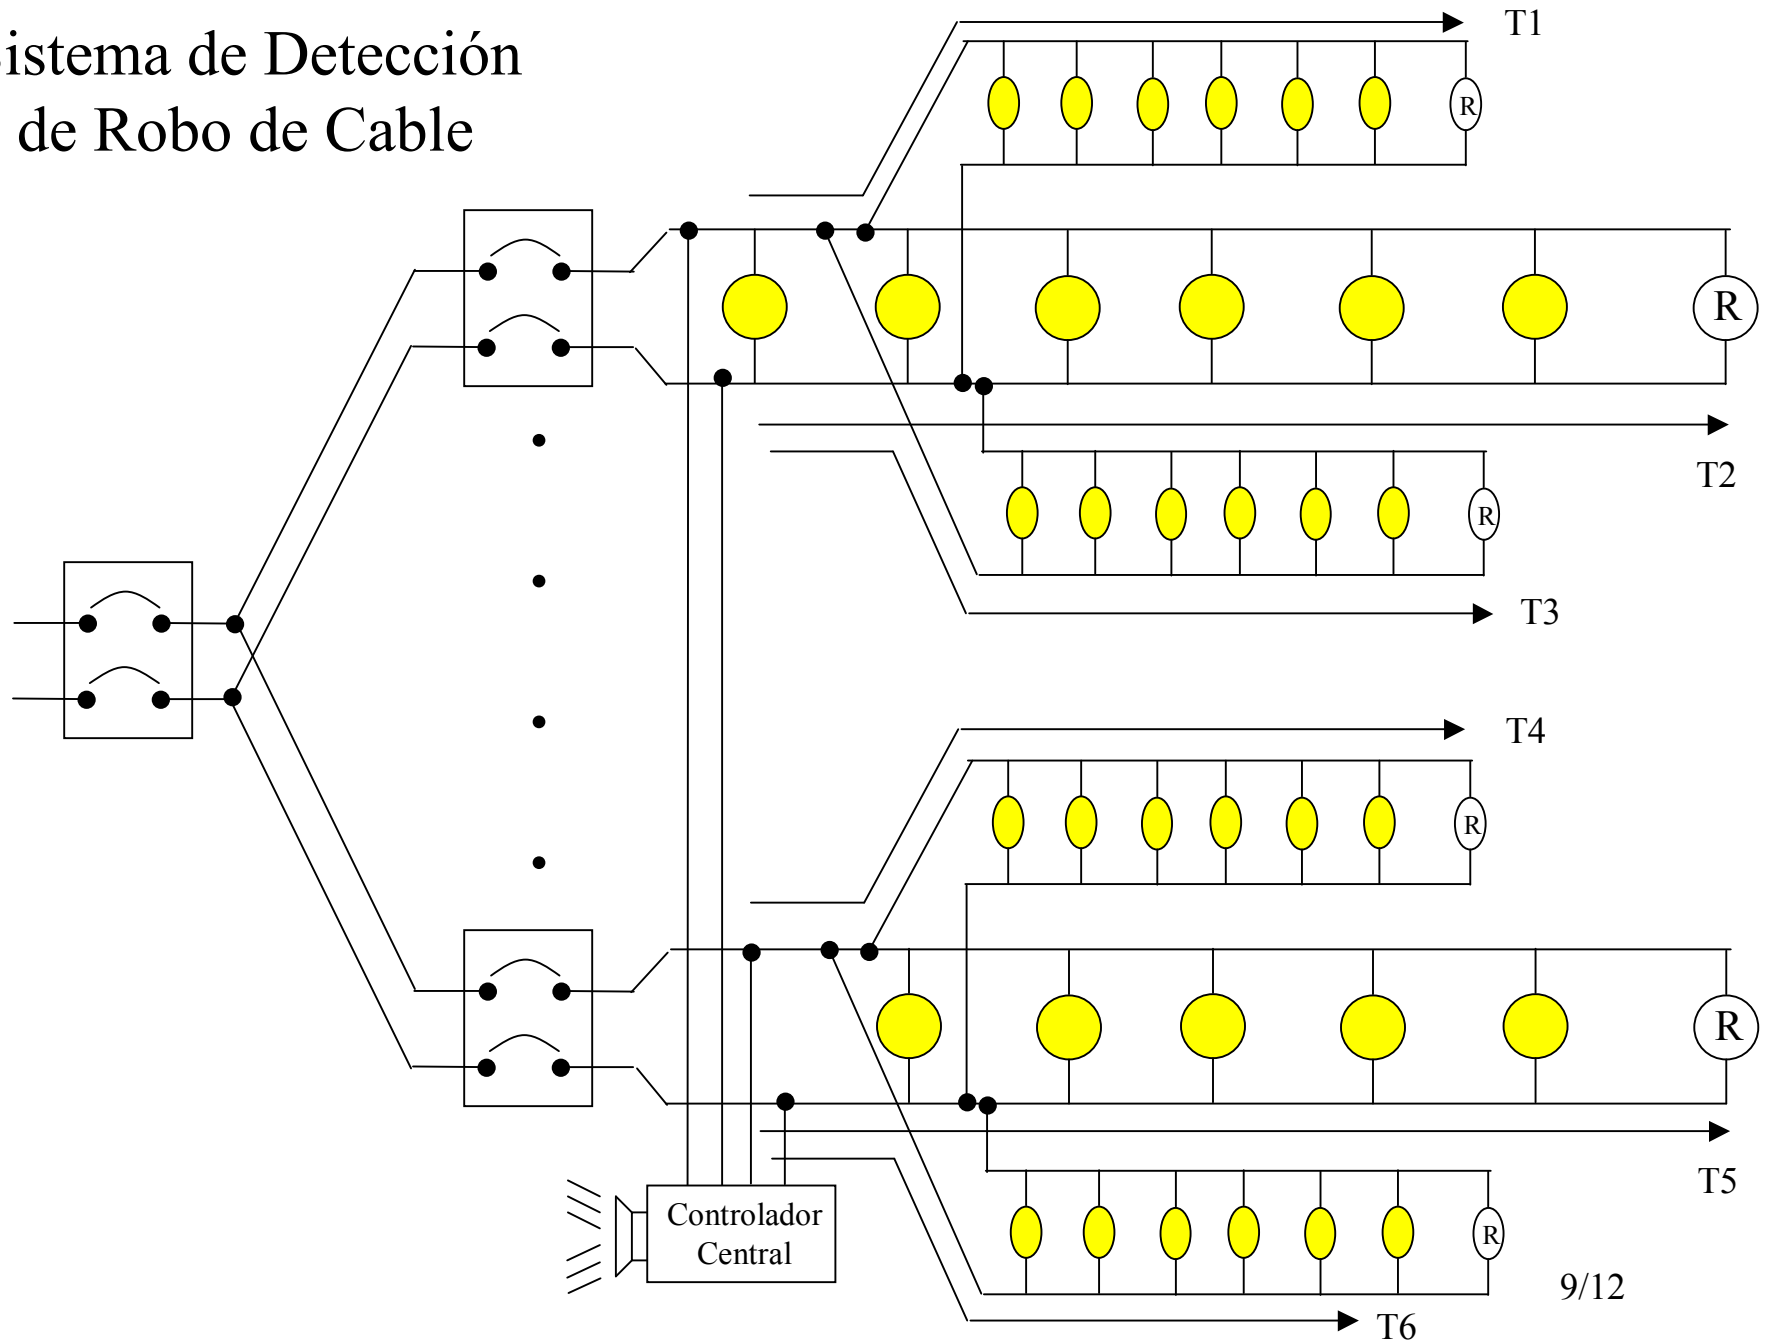 istema de Detección
de Robo de Cable
T1
R
R
T2
R
T3
T4
R
R
T5
Controlador
Central
R
9/12
T6